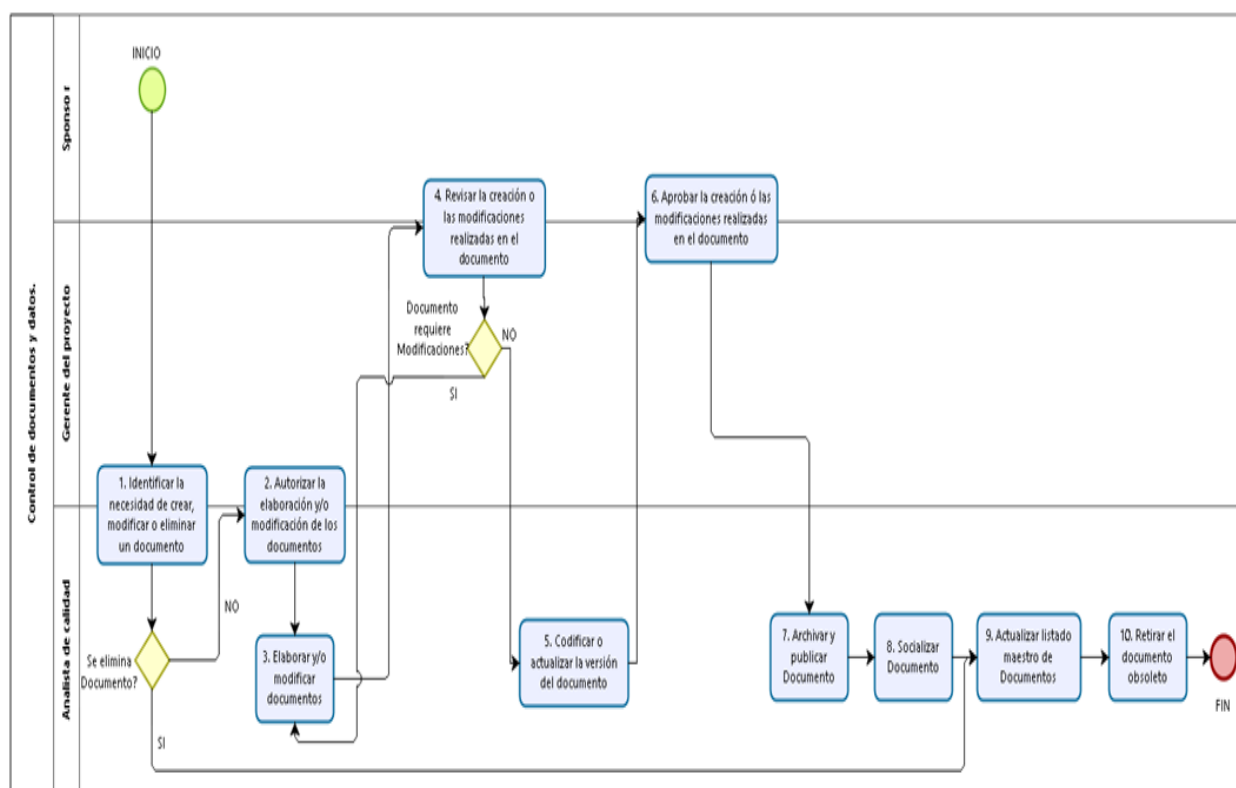 Control de documentos y datos.
Sponso r
Gerente del proyecto
Analista de calidad
INICIO
1. Identificar la
necesidad de crear,
modificar o eliminar
un documento
Se elimina
Documento?
NO
SI
2. Autorizar la
elaboración y/o
modificación de los
documentos
3. Elaborar y/o
modificar
documentos
4. Revisar la creación o
las modificaciones
realizadas en el
documento
Documento
requiere
Modificaciones?
NO
SI
5. Codificar o
actualizar la versión
del documento
6. Aprobar la creación ó las
modificaciones realizadas
en el documento
7. Archivar y
publicar
Documento
8. Socializar
Documento
9. Actualizar listado
maestro de
Documentos
10. Retirar el
documento
obsoleto
FIN